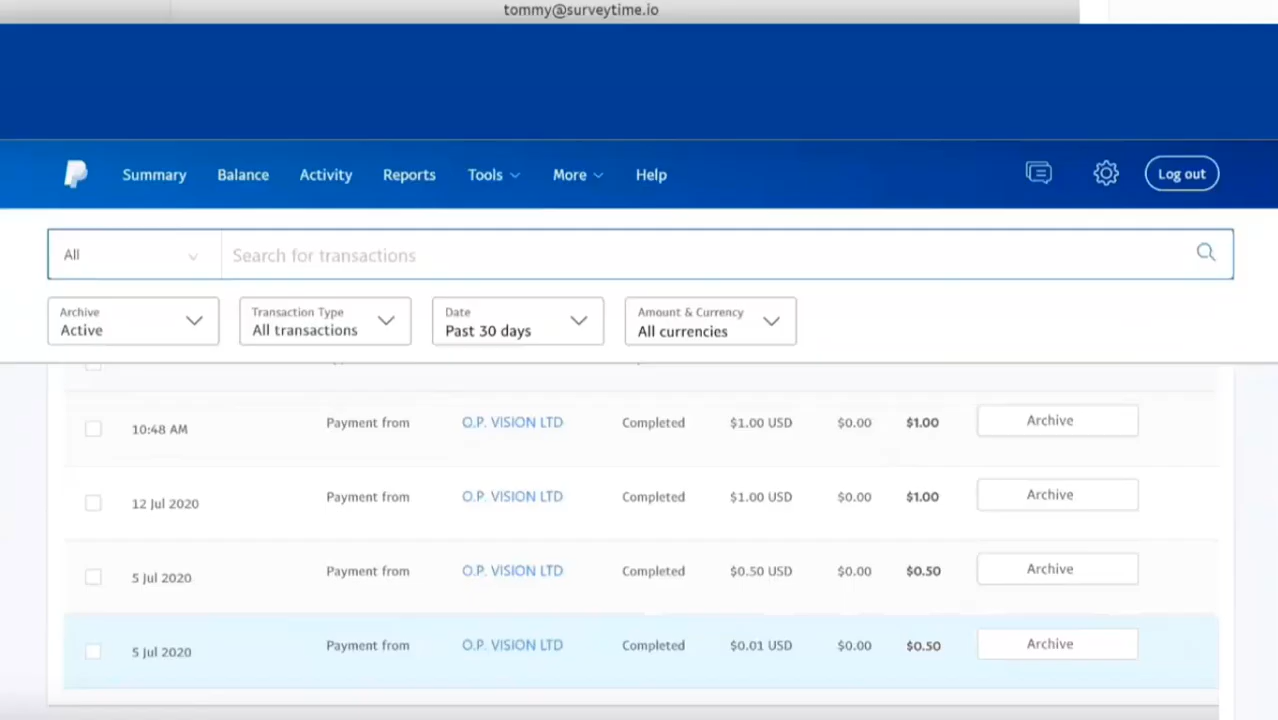 tommy@surveytime.io
Summary Balance Activity Reports Tools More Help Log out
All Search for transactions
Archive Transaction Type Date Amount & Currency
Active All transactions Past 30 days All currencies
10:48 AM Payment from O.P. VISION LTD Completed $1.00 USD $0.00 $1.00 Archive
12 Jul 2020 Payment from O.P. VISION LTD Completed $1.00 USD $0.00 $1.00 Archive
5 Jul 2020 Payment from O.P. VISION LTD Completed $0.50 USD $0.00 $0.50 Archive
5 Jul 2020 Payment from O.P. VISION LTD Completed $0.01 USD $0.00 $0.50 Archive